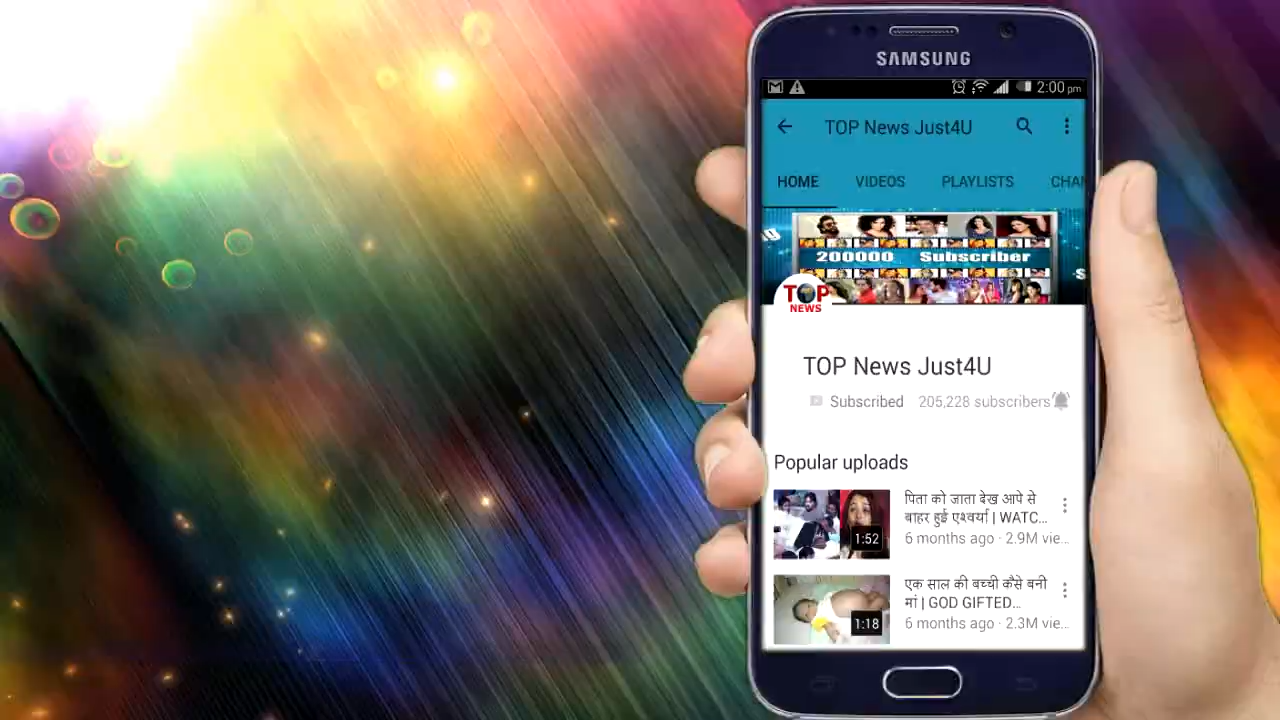 SAMSUNG
2:00 pm
TOP News Just4U
HOME VIDEOS PLAYLISTS CHAN
200000 Subscriber
TOP
NEWS
TOP News Just4U
Subscribed 205,228 subscribers
Popular uploads
पिता को जाता देख आपे से
बाहर हुई एश्वर्या | WATC...
6 months ago · 2.9M vie...
1:52
एक साल की बच्ची कैसे बनी
मां | GOD GIFTED...
6 months ago · 2.3M vie...
1:18